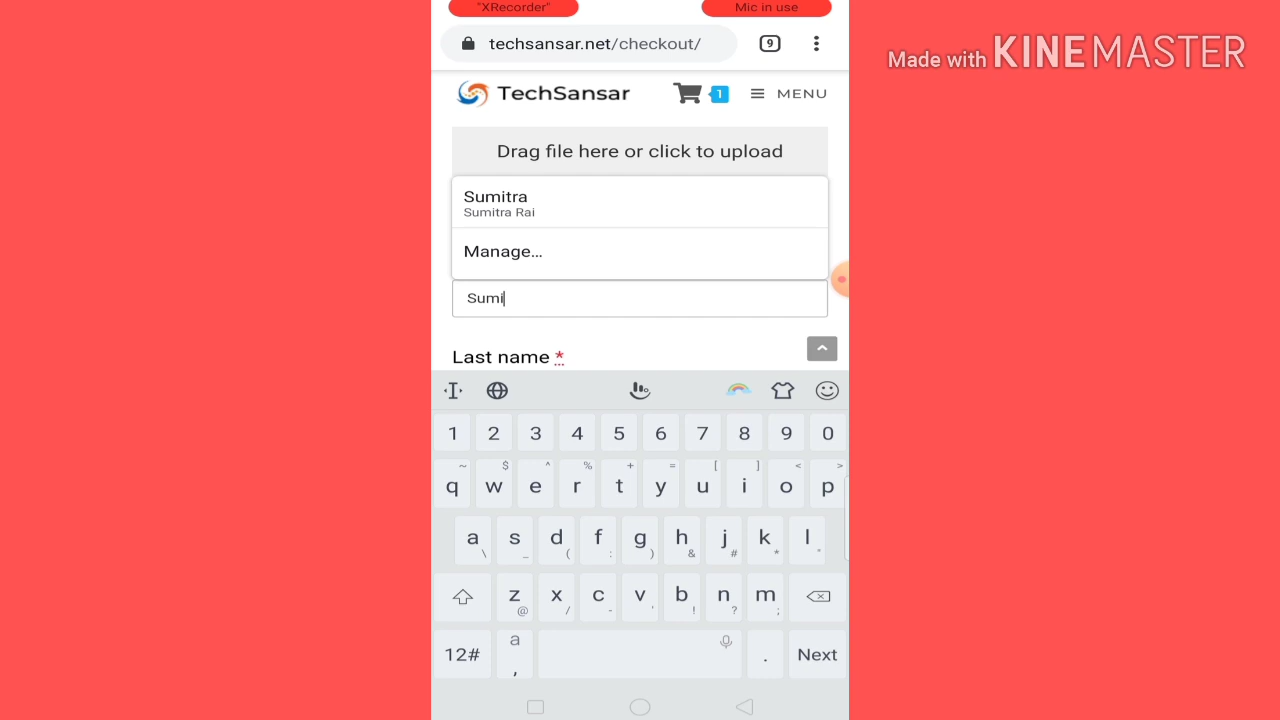 "XRecorder"
Mic in use
techsansar.net/checkout/
9
Made with KINEMASTER
TechSansar
1
MENU
Drag file here or click to upload
Sumitra
Sumitra Rai
Manage...
Sumi
Last name *
1 2 3 4 5 6 7 8 9 0
~ $ ^ % + = [ ] < >
q w e r t y u i o p
a s d f g h j k l
\ _ ( : ) & # * "
z x c v b n m
@ / - ' ! ? ;
12# a , . Next